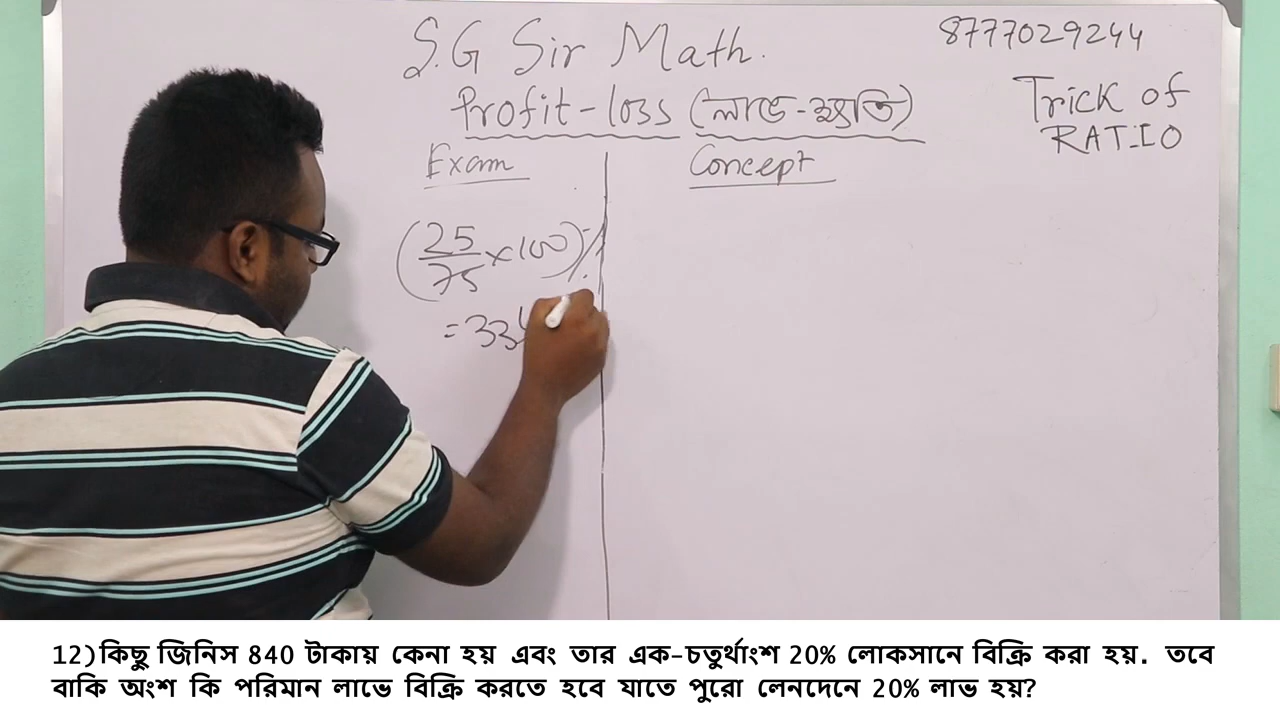 S.G Sir Math.
8777029244
Profit-loss (লাভ-ক্ষতি)
Trick of
RATIO
Exam
Concept
(25/75 × 100) %
= 33
12)কিছু জিনিস 840 টাকায় কেনা হয় এবং তার এক-চতুর্থাংশ 20% লোকসানে বিক্রি করা হয়. তবে
বাকি অংশ কি পরিমান লাভে বিক্রি করতে হবে যাতে পুরো লেনদেনে 20% লাভ হয়?